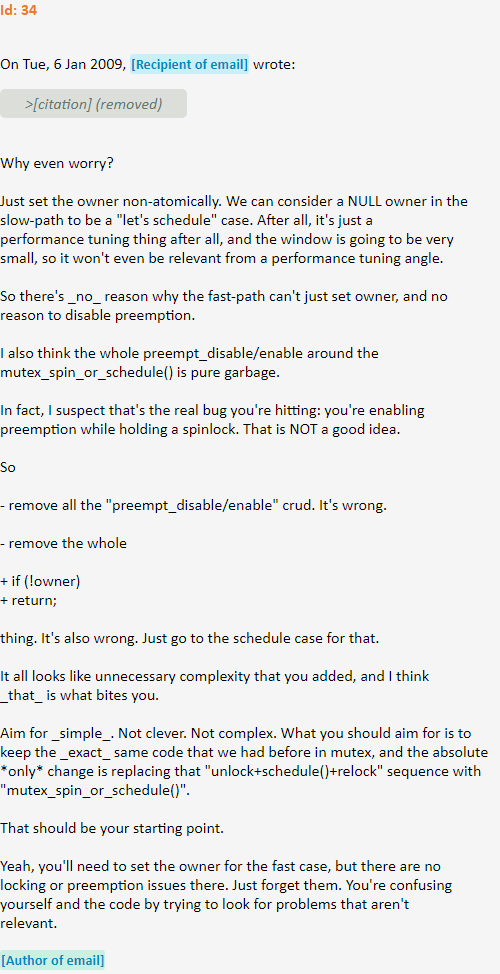 Id: 34
On Tue, 6 Jan 2009, [Recipient of email] wrote:
>[citation] (removed)
Why even worry?
Just set the owner non-atomically. We can consider a NULL owner in the
slow-path to be a "let's schedule" case. After all, it's just a
performance tuning thing after all, and the window is going to be very
small, so it won't even be relevant from a performance tuning angle.
So there's _no_ reason why the fast-path can't just set owner, and no
reason to disable preemption.
I also think the whole preempt_disable/enable around the
mutex_spin_or_schedule() is pure garbage.
In fact, I suspect that's the real bug you're hitting: you're enabling
preemption while holding a spinlock. That is NOT a good idea.
So
- remove all the "preempt_disable/enable" crud. It's wrong.
- remove the whole
+ if (!owner)
+ return;
thing. It's also wrong. Just go to the schedule case for that.
It all looks like unnecessary complexity that you added, and I think
_that_ is what bites you.
Aim for _simple_. Not clever. Not complex. What you should aim for is to
keep the _exact_ same code that we had before in mutex, and the absolute
*only* change is replacing that "unlock+schedule()+relock" sequence with
"mutex_spin_or_schedule()".
That should be your starting point.
Yeah, you'll need to set the owner for the fast case, but there are no
locking or preemption issues there. Just forget them. You're confusing
yourself and the code by trying to look for problems that aren't
relevant.
[Author of email]